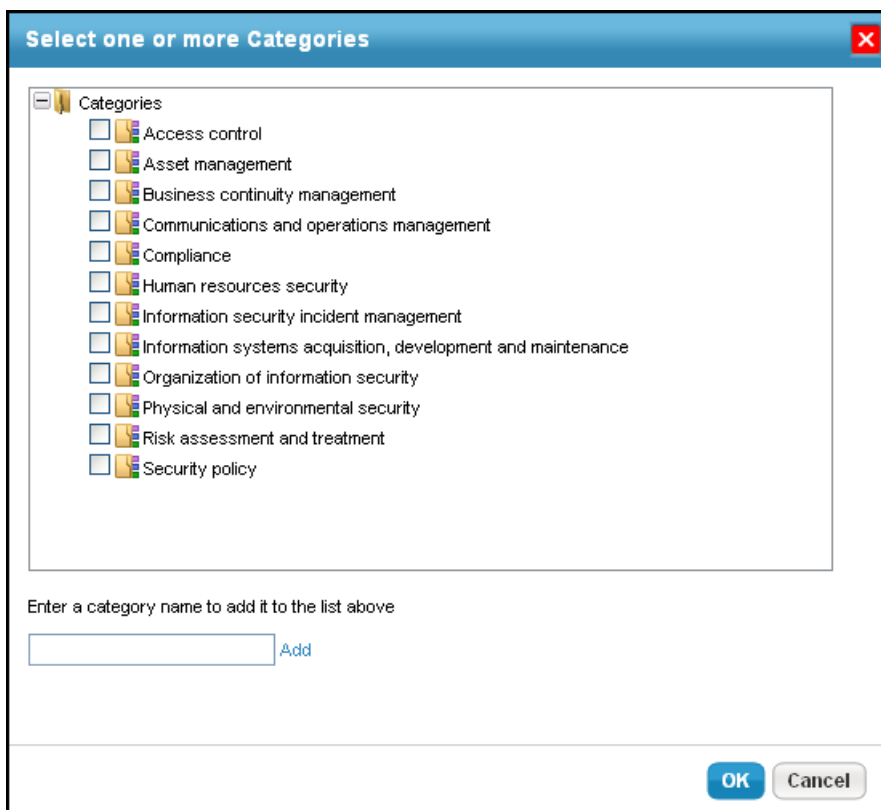 Select one or more Categories
Categories
Access control
Asset management
Business continuity management
Communications and operations management
Compliance
Human resources security
Information security incident management
Information systems acquisition, development and maintenance
Organization of information security
Physical and environmental security
Risk assessment and treatment
Security policy
Enter a category name to add it to the list above
Add
OK Cancel